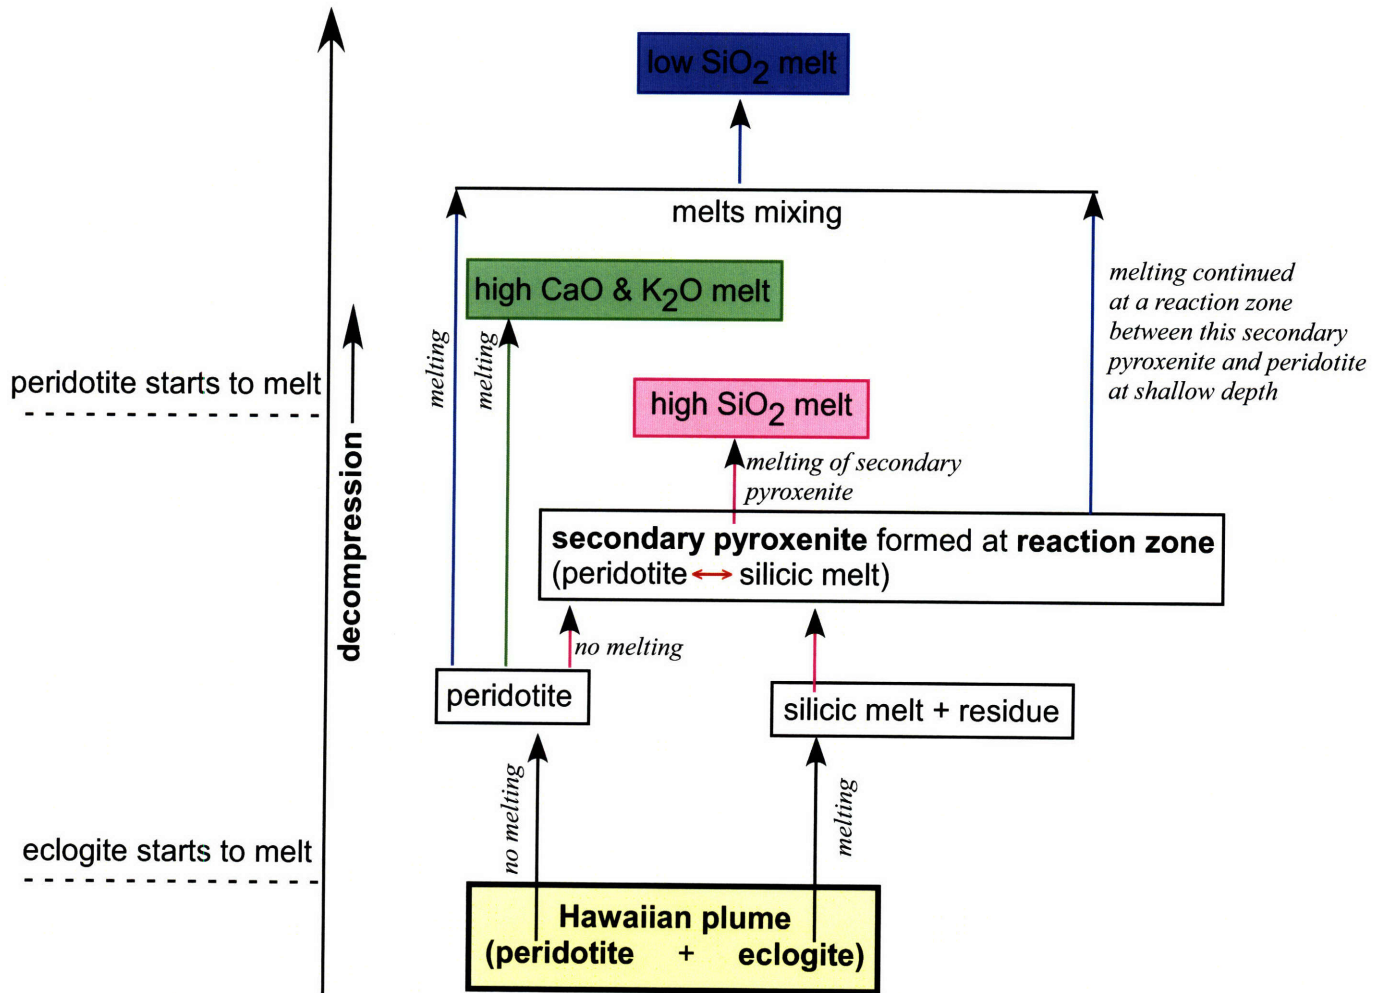 low SiO2 melt
melts mixing
high CaO & K2O melt
melting continued
at a reaction zone
between this secondary
pyroxenite and peridotite
at shallow depth
melting
melting
peridotite starts to melt
high SiO2 melt
melting of secondary
pyroxenite
decompression
secondary pyroxenite formed at reaction zone
(peridotite ↔ silicic melt)
no melting
peridotite
silicic melt + residue
no melting
melting
eclogite starts to melt
Hawaiian plume
(peridotite + eclogite)